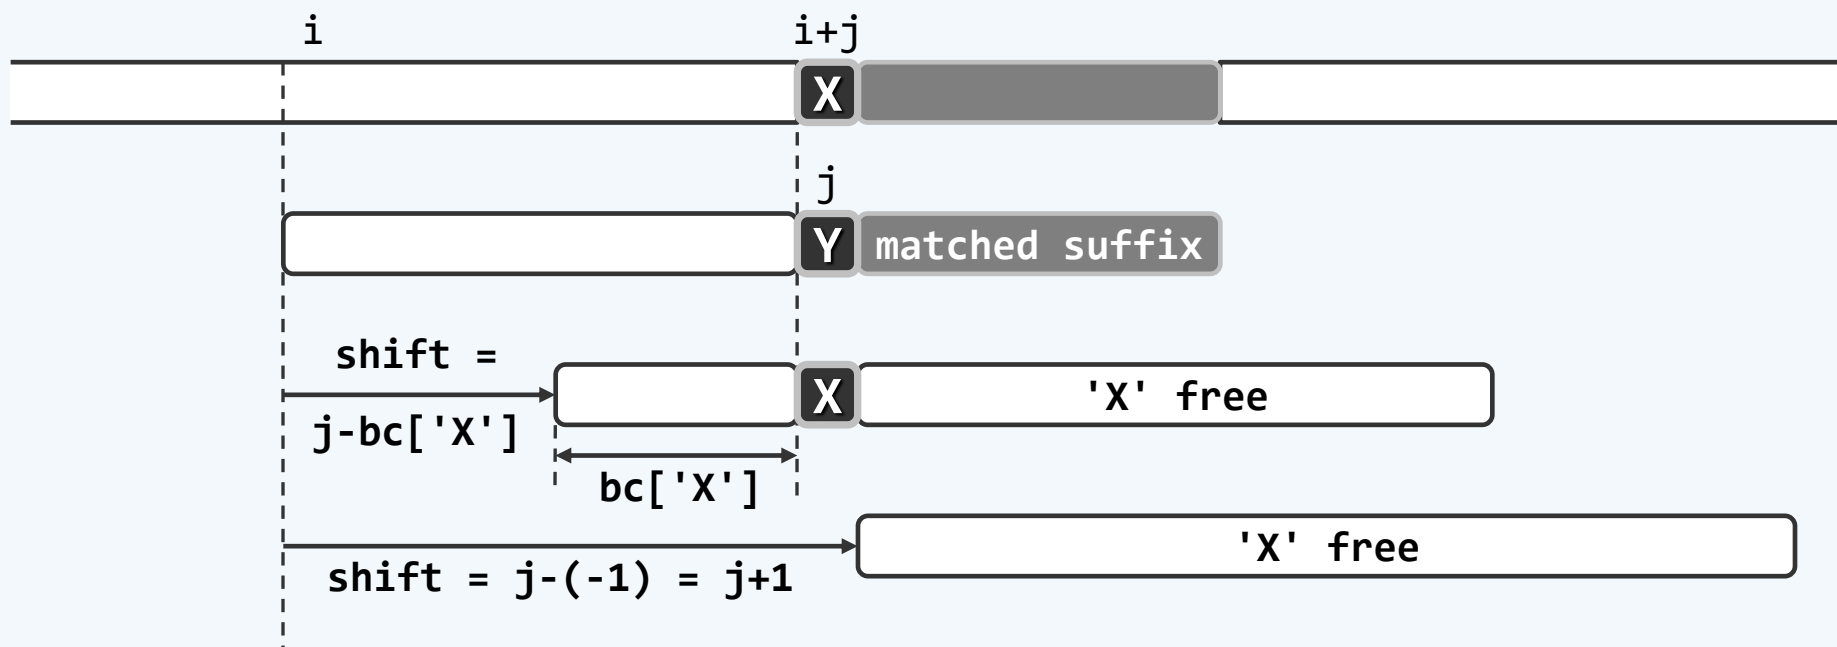 i i+j
X
j
Y matched suffix
shift =
X 'X' free
j-bc['X']
bc['X']
'X' free
shift = j-(-1) = j+1